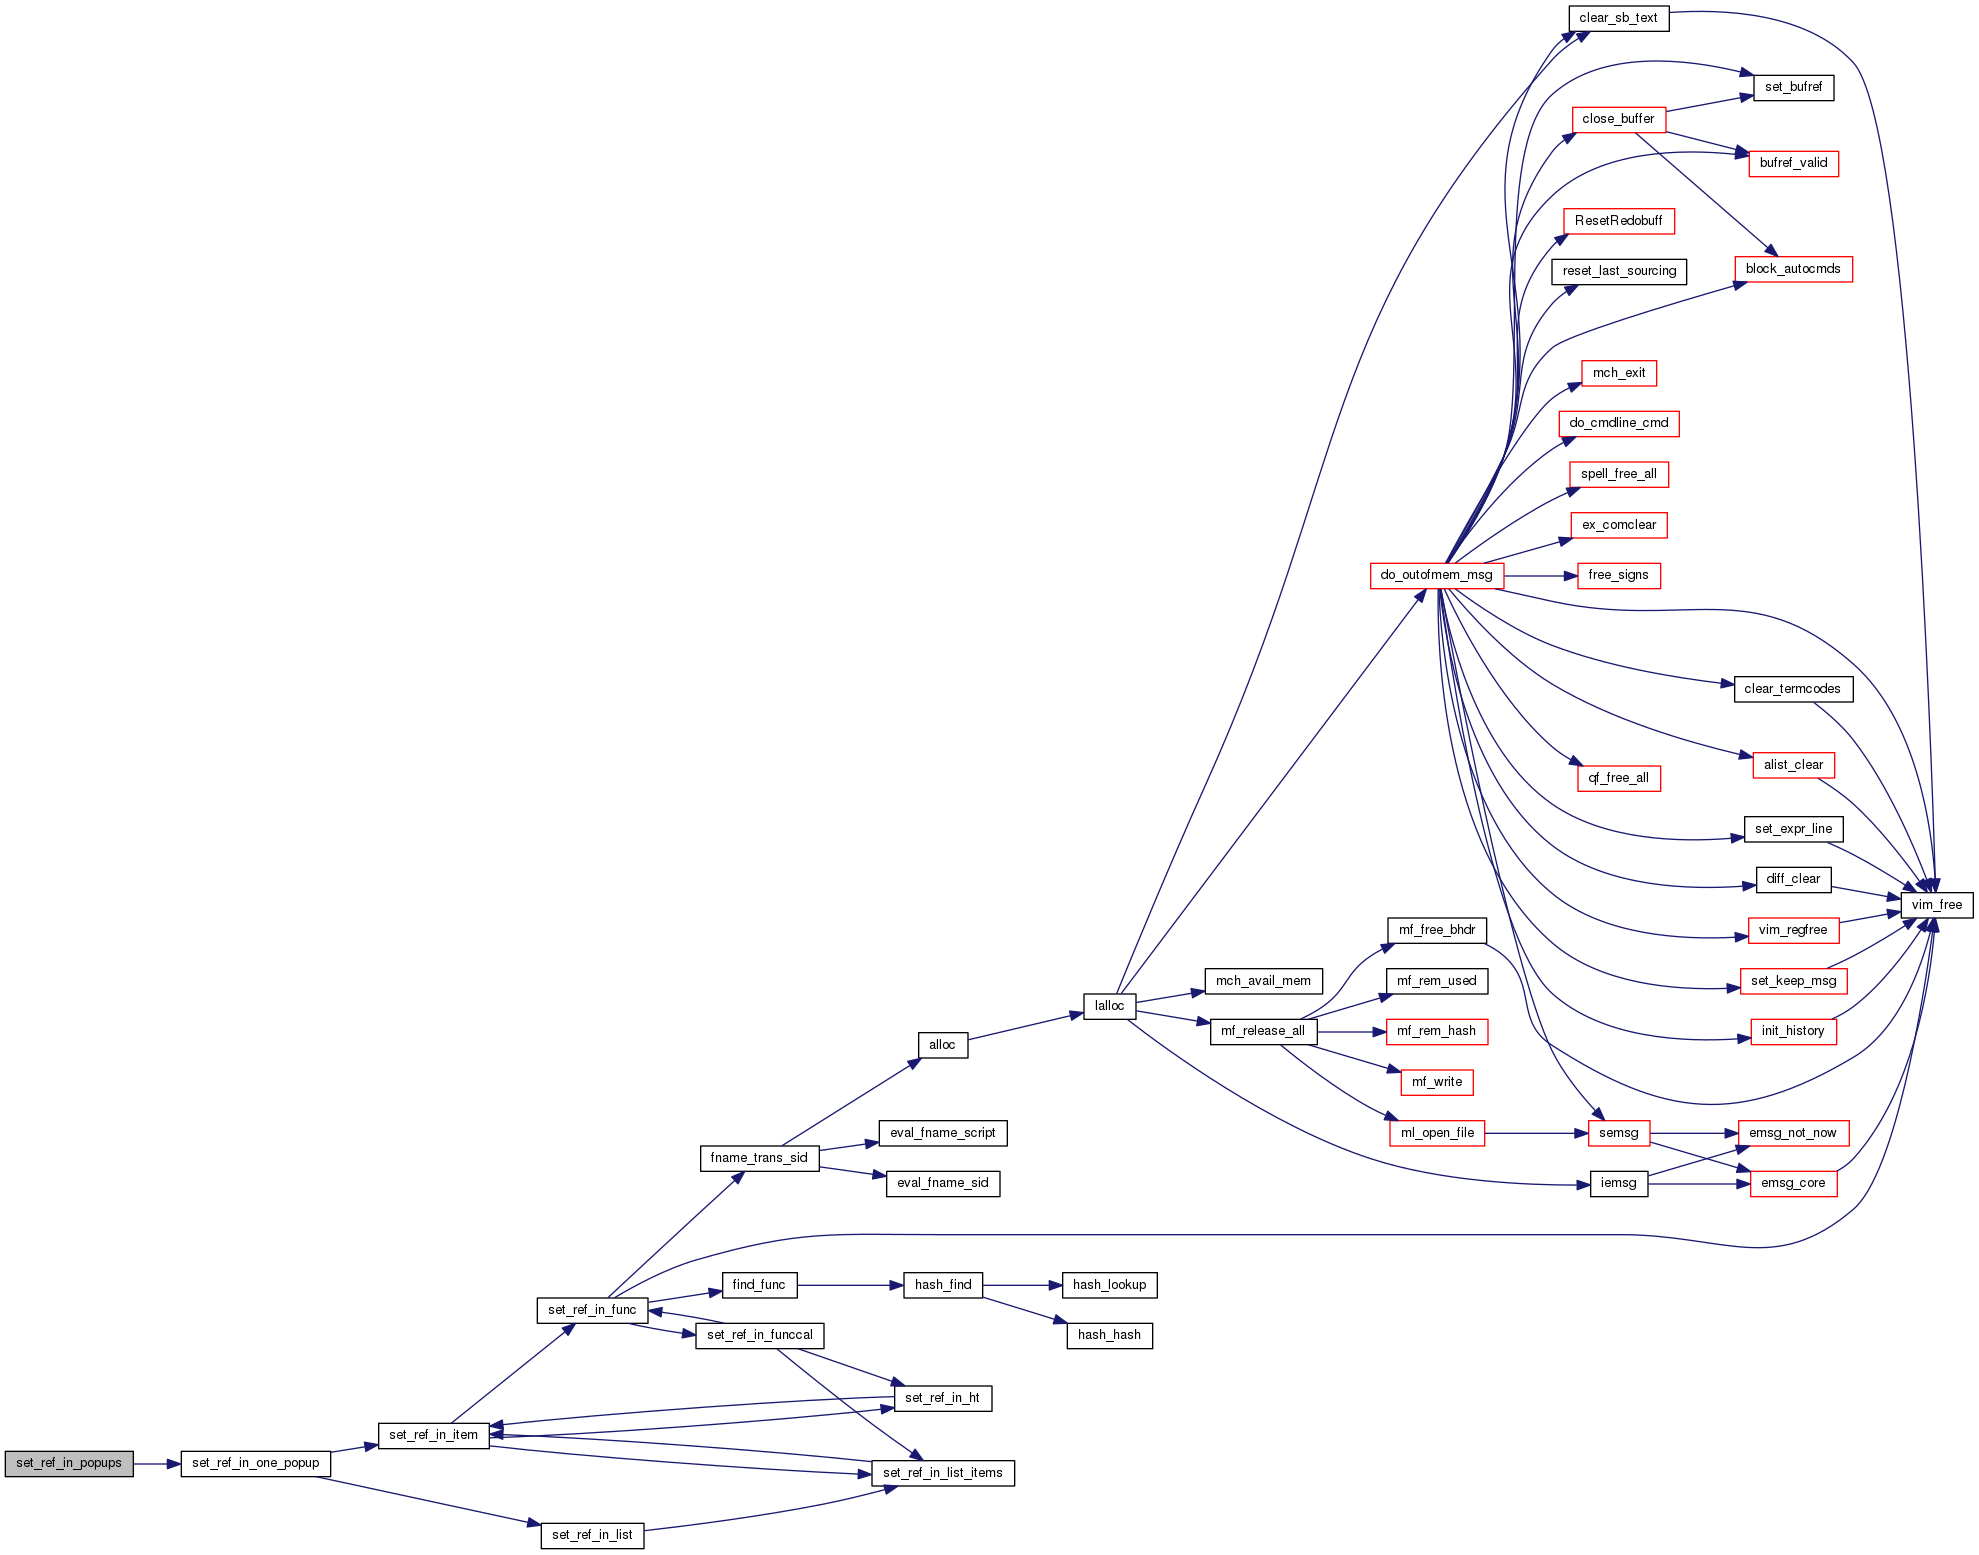 clear_sb_text
set_bufref
close_buffer
bufref_valid
ResetRedobuff
reset_last_sourcing
block_autocmds
mch_exit
do_cmdline_cmd
spell_free_all
ex_comclear
do_outofmem_msg
free_signs
clear_termcodes
alist_clear
qf_free_all
set_expr_line
diff_clear
vim_free
mf_free_bhdr
vim_regfree
mch_avail_mem
mf_rem_used
set_keep_msg
lalloc
mf_release_all
mf_rem_hash
init_history
alloc
mf_write
eval_fname_script
ml_open_file
semsg
emsg_not_now
fname_trans_sid
eval_fname_sid
iemsg
emsg_core
find_func
hash_find
hash_lookup
set_ref_in_func
set_ref_in_funccal
hash_hash
set_ref_in_ht
set_ref_in_item
set_ref_in_popups
set_ref_in_one_popup
set_ref_in_list_items
set_ref_in_list